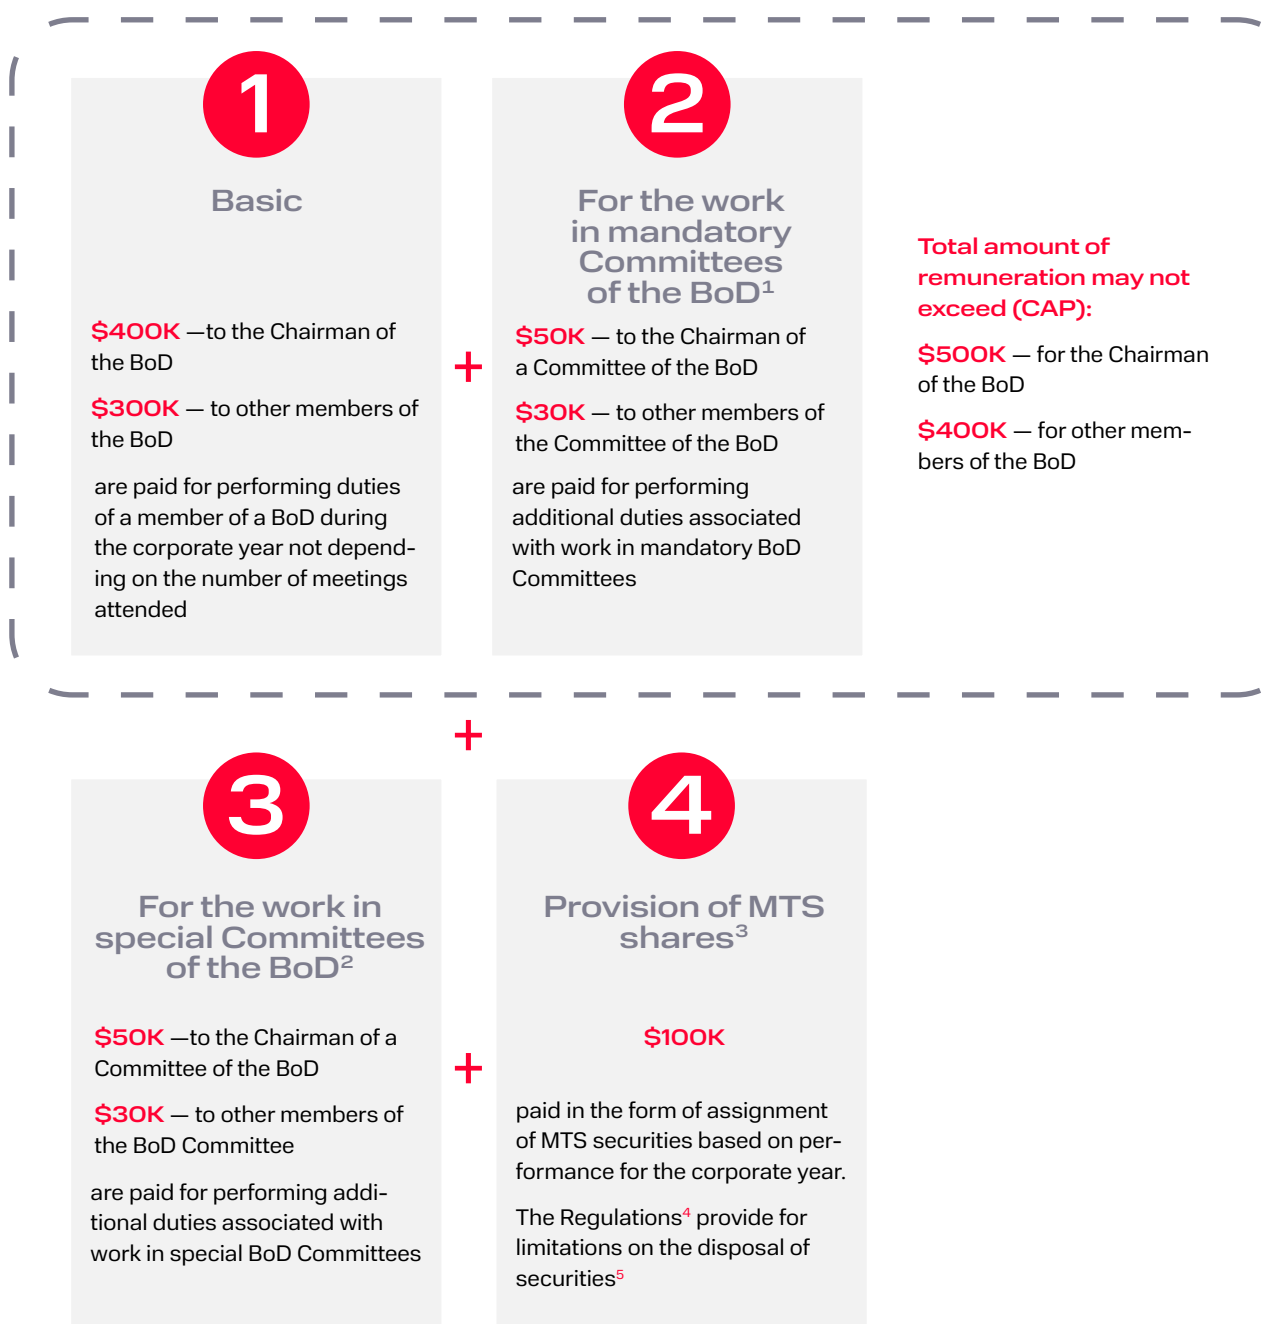 1
Basic
$400K —to the Chairman of
the BoD
$300K — to other members of
the BoD
are paid for performing duties
of a member of a BoD during
the corporate year not depend-
ing on the number of meetings
attended
+
2
For the work
in mandatory
Committees
of the BoD¹
$50K — to the Chairman of
a Committee of the BoD
$30K — to other members of
the Committee of the BoD
are paid for performing
additional duties associated
with work in mandatory BoD
Committees
Total amount of
remuneration may not
exceed (CAP):
$500K — for the Chairman
of the BoD
$400K — for other mem-
bers of the BoD
+
3
For the work in
special Committees
of the BoD²
$50K —to the Chairman of a
Committee of the BoD
$30K — to other members of
the BoD Committee
are paid for performing addi-
tional duties associated with
work in special BoD Committees
+
4
Provision of MTS
shares³
$100K
paid in the form of assignment
of MTS securities based on per-
formance for the corporate year.
The Regulations⁴ provide for
limitations on the disposal of
securities⁵